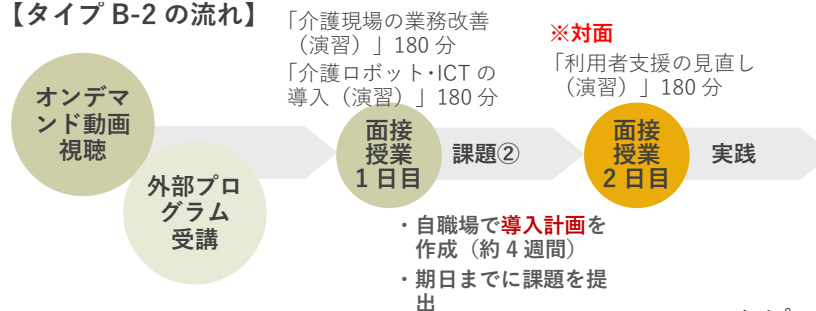 【タイプ B-2 の流れ】
「介護現場の業務改善
（演習）」180 分
「介護ロボット･ICT の
導入（演習）」180 分
※対面
「利用者支援の見直し
（演習）」180 分
オンデマ
ンド動画
視聴
外部プロ
グラム
受講
面接
授業
1 日目
課題②
面接
授業
2 日目
実践
・自職場で導入計画を
作成（約 4 週間）
・期日までに課題を提
出